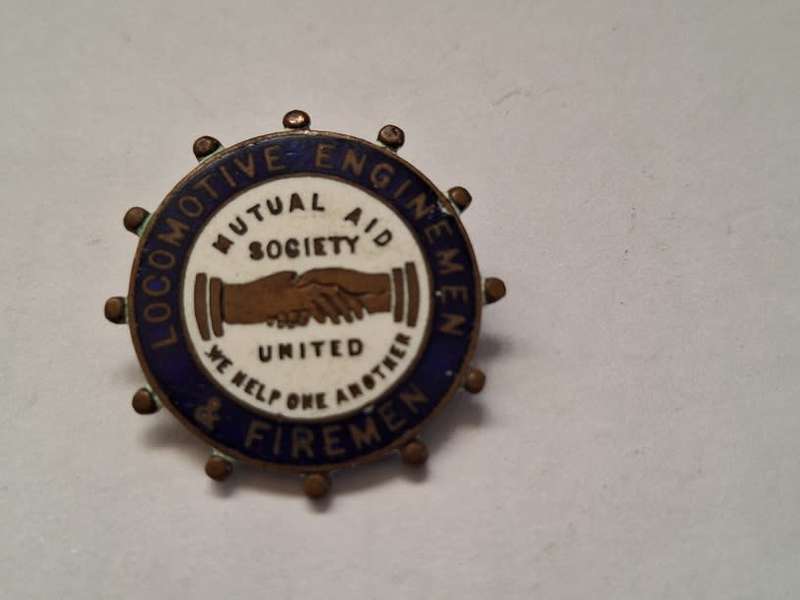 LOCOMOTIVE ENGINEMEN
& FIREMEN
MUTUAL AID
SOCIETY
UNITED
WE HELP ONE ANOTHER